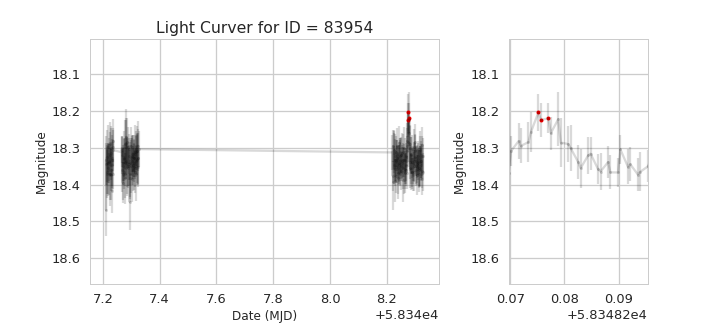 Light Curver for ID = 83954
Magnitude
18.1
18.2
18.3
18.4
18.5
18.6
7.2 7.4 7.6 7.8 8.0 8.2
Date (MJD)
+5.834e4
Magnitude
18.1
18.2
18.3
18.4
18.5
18.6
0.07 0.08 0.09
+5.83482e4